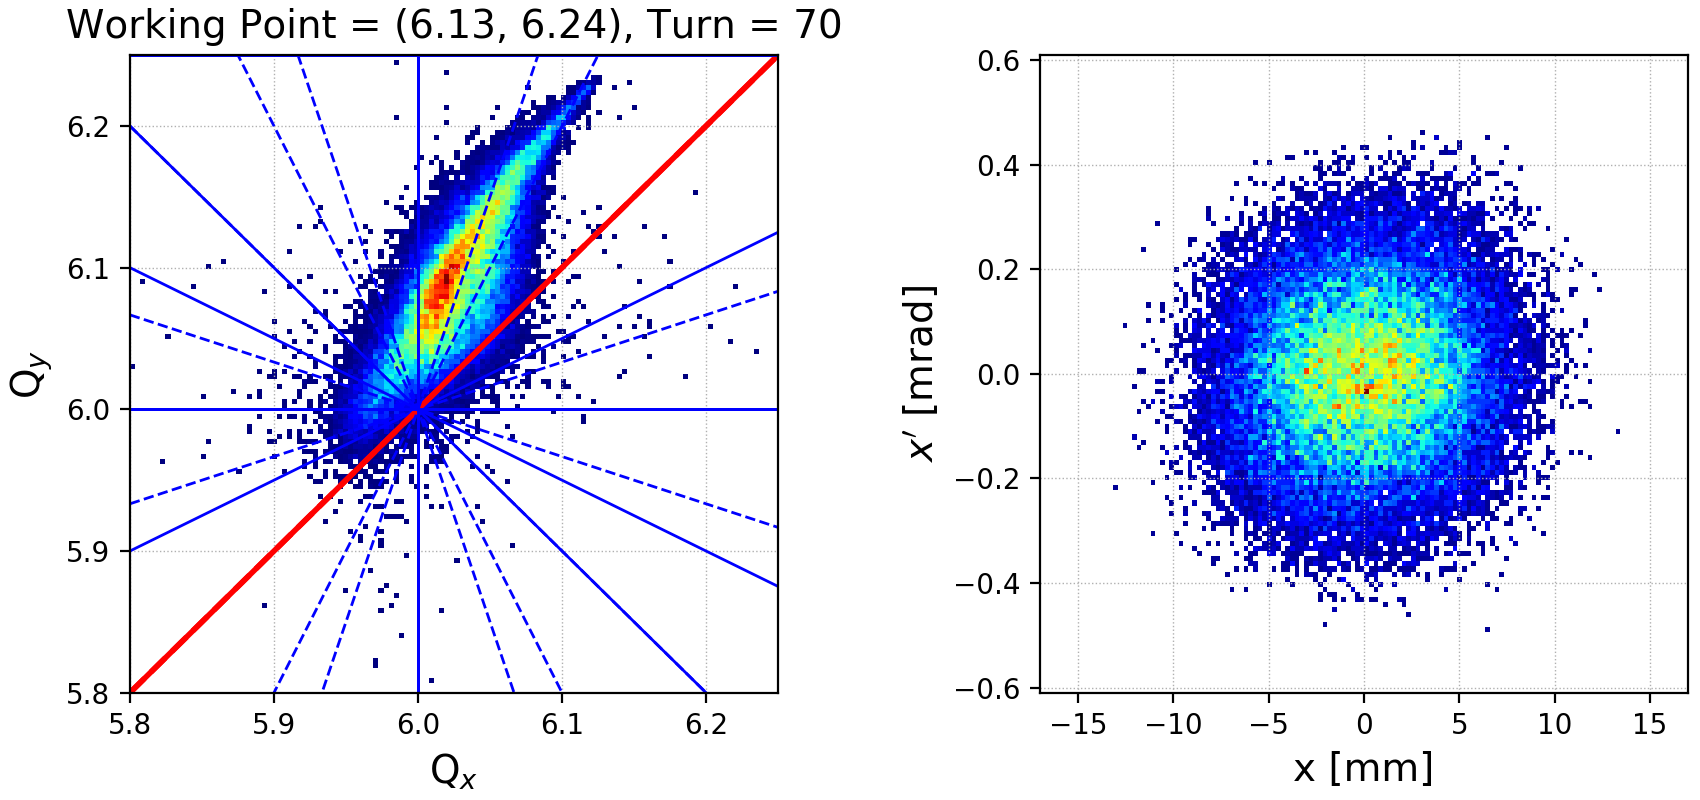 Working Point = (6.13, 6.24), Turn = 70
6.2
6.1
6.0
5.9
5.8
Qy
5.8 5.9 6.0 6.1 6.2
Qx
0.6
0.4
0.2
0.0
−0.2
−0.4
−0.6
x′ [mrad]
−15 −10 −5 0 5 10 15
x [mm]